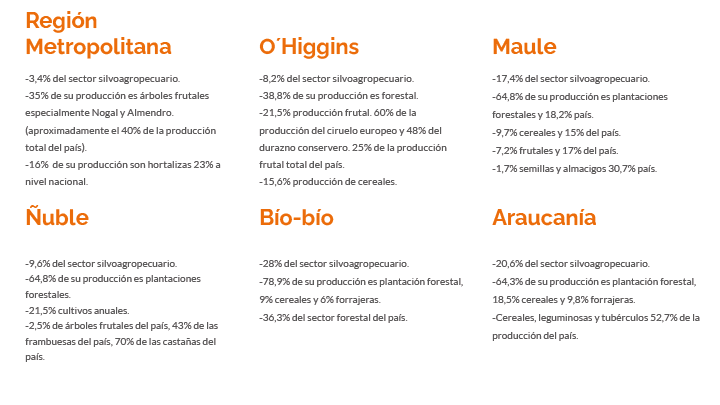 Región
Metropolitana
-3,4% del sector silvoagropecuario.
-35% de su producción es árboles frutales
especialmente Nogal y Almendro.
(aproximadamente el 40% de la producción
total del país).
-16%  de su producción son hortalizas 23% a
nivel nacional.
O´Higgins
-8,2% del sector silvoagropecuario.
-38,8% de su producción es forestal.
-21,5% producción frutal. 60% de la
producción del ciruelo europeo y 48% del
durazno conservero. 25% de la producción
frutal total del país.
-15,6% producción de cereales.
Maule
-17,4% del sector silvoagropecuario.
-64,8% de su producción es plantaciones
forestales y 18,2% país.
-9,7% cereales y 15% del país.
-7,2% frutales y 17% del país.
-1,7% semillas y almacigos 30,7% país.
Ñuble
-9,6% del sector silvoagropecuario.
-64,8% de su producción es plantaciones
forestales.
-21,5% cultivos anuales.
-2,5% de árboles frutales del país, 43% de las
frambuesas del país, 70% de las castañas del
país.
Bío-bío
-28% del sector silvoagropecuario.
-78,9% de su producción es plantación forestal,
9% cereales y 6% forrajeras.
-36,3% del sector forestal del país.
Araucanía
-20,6% del sector silvoagropecuario.
-64,3% de su producción es plantación forestal,
18,5% cereales y 9,8% forrajeras.
-Cereales, leguminosas y tubérculos 52,7% de la
producción del país.